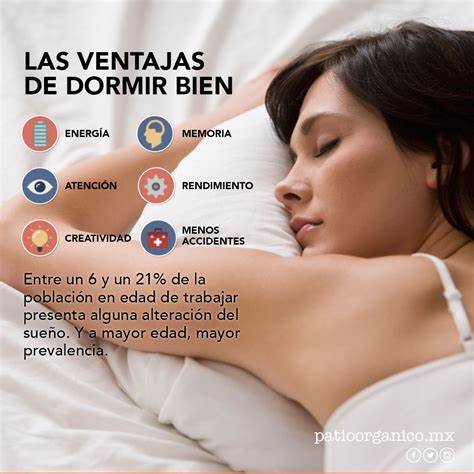 LAS VENTAJAS
DE DORMIR BIEN
ENERGÍA
MEMORIA
ATENCIÓN
RENDIMIENTO
CREATIVIDAD
MENOS
ACCIDENTES
Entre un 6 y un 21% de la
población en edad de trabajar
presenta alguna alteración del
sueño. Y a mayor edad, mayor
prevalencia.
patioorganico.mx